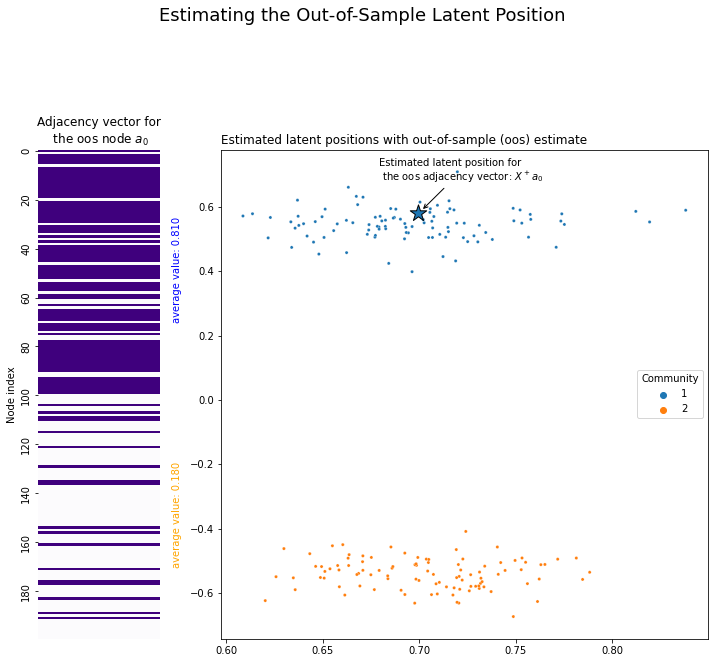 Estimating the Out-of-Sample Latent Position
Adjacency vector for
the oos node a₀
Node index
0
20
40
60
80
100
120
140
160
180
average value: 0.810
average value: 0.180
Estimated latent positions with out-of-sample (oos) estimate
Estimated latent position for
the oos adjacency vector: X⁺a₀
0.6
0.4
0.2
0.0
−0.2
−0.4
−0.6
0.60
0.65
0.70
0.75
0.80
Community
1
2